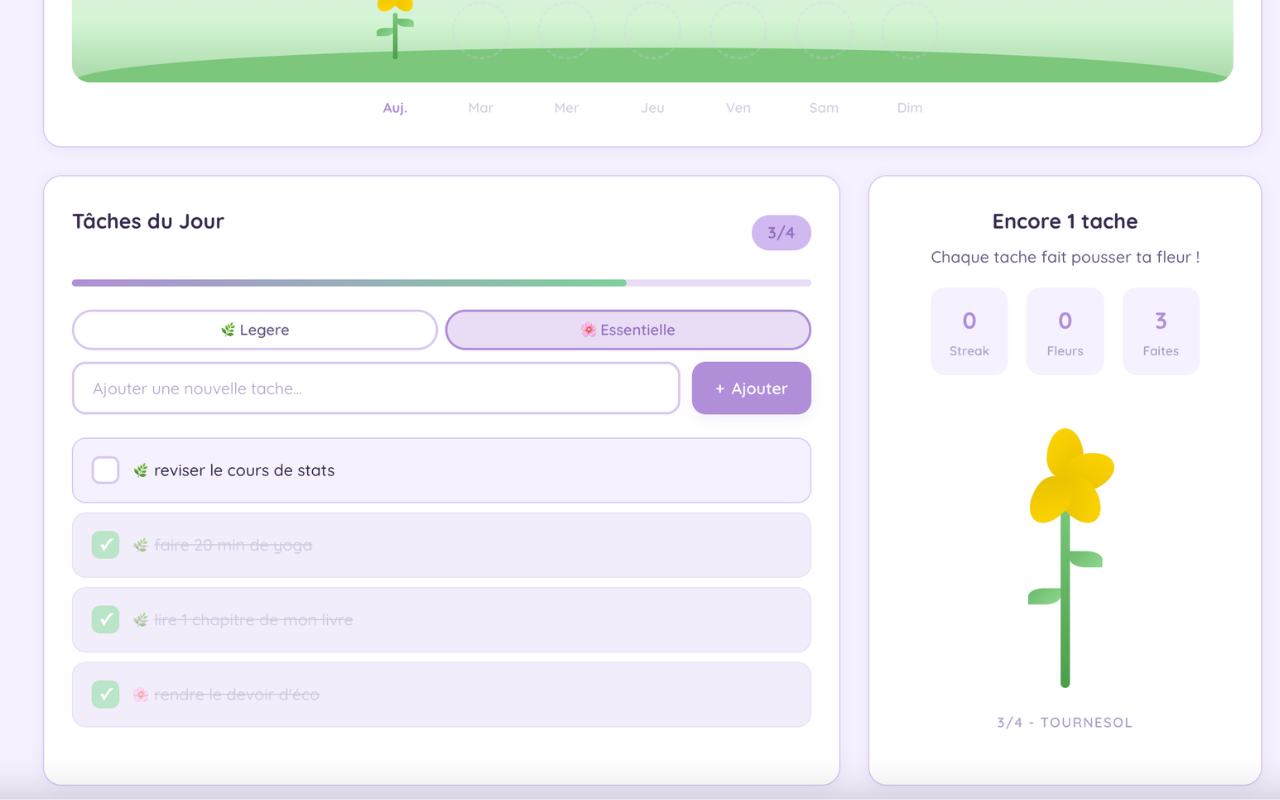 Auj. Mar Mer Jeu Ven Sam Dim
Tâches du Jour
3/4
🌿 Legere
🌸 Essentielle
Ajouter une nouvelle tache...
+ Ajouter
🌿 reviser le cours de stats
✓ 🌿 faire 20 min de yoga
✓ 🌿 lire 1 chapitre de mon livre
✓ 🌸 rendre le devoir d'éco
Encore 1 tache
Chaque tache fait pousser ta fleur !
0 0 3
Streak Fleurs Faites
3/4 - TOURNESOL